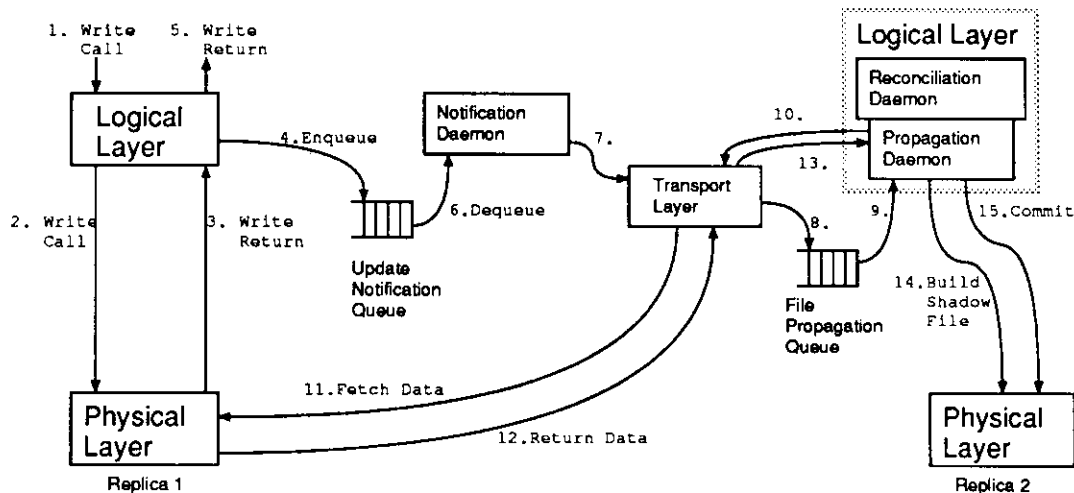 1. Write
Call
5. Write
Return
Logical Layer
Reconciliation
Daemon
Propagation
Daemon
Logical
Layer
Notification
Daemon
4.Enqueue
7.
10.
13.
Transport
Layer
6.Dequeue
8.
9.
15.Commit
2. Write
Call
3. Write
Return
Update
Notification
Queue
File
Propagation
Queue
14.Build
Shadow
File
11.Fetch Data
12.Return Data
Physical
Layer
Replica 1
Physical
Layer
Replica 2